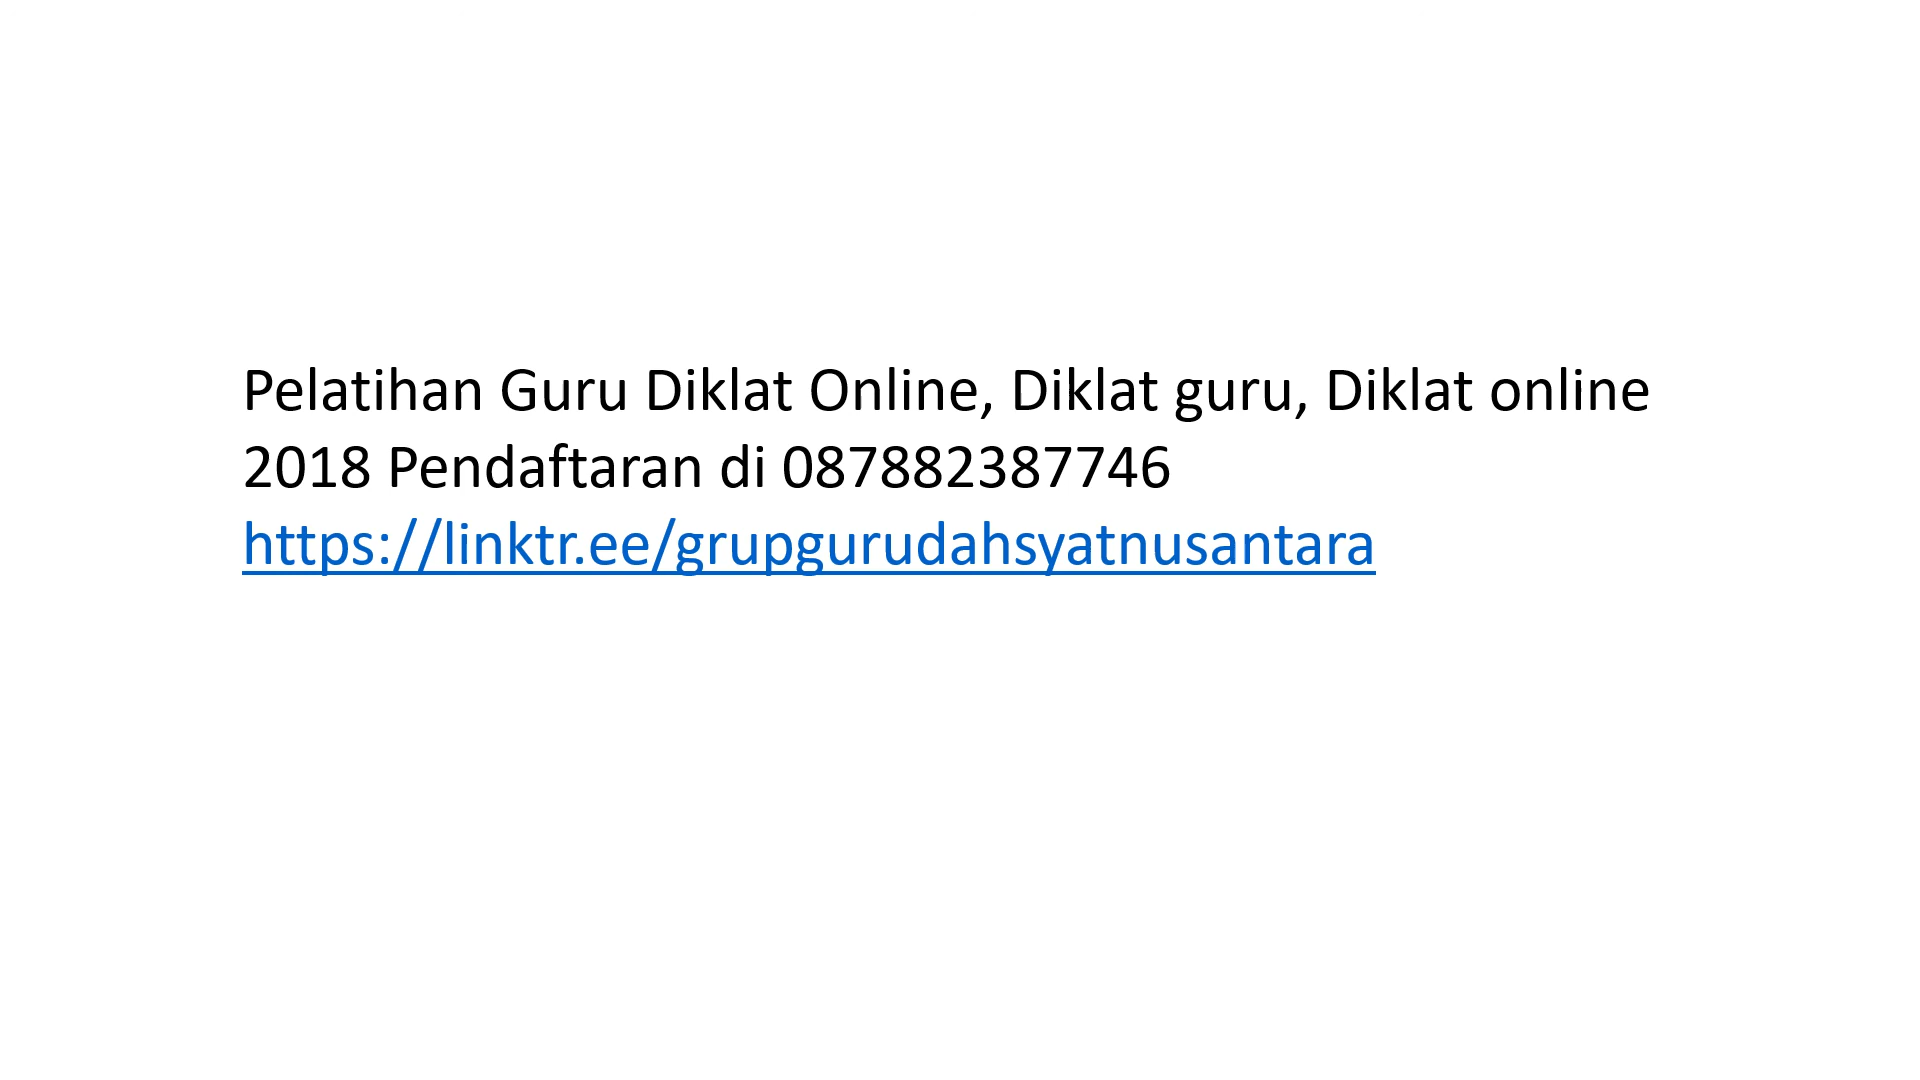 Pelatihan Guru Diklat Online, Diklat guru, Diklat online
2018 Pendaftaran di 087882387746
https://linktr.ee/grupgurudahsyatnusantara